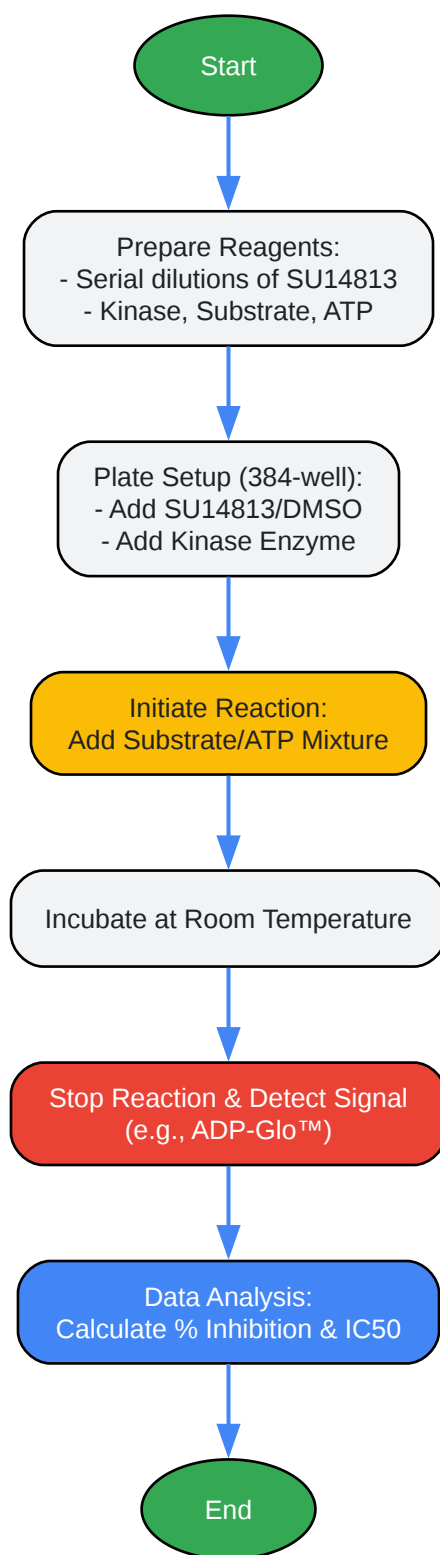 Start
Prepare Reagents:
- Serial dilutions of SU14813
- Kinase, Substrate, ATP
Plate Setup (384-well):
- Add SU14813/DMSO
- Add Kinase Enzyme
Initiate Reaction:
Add Substrate/ATP Mixture
Incubate at Room Temperature
Stop Reaction & Detect Signal
(e.g., ADP-Glo™)
Data Analysis:
Calculate % Inhibition & IC50
End